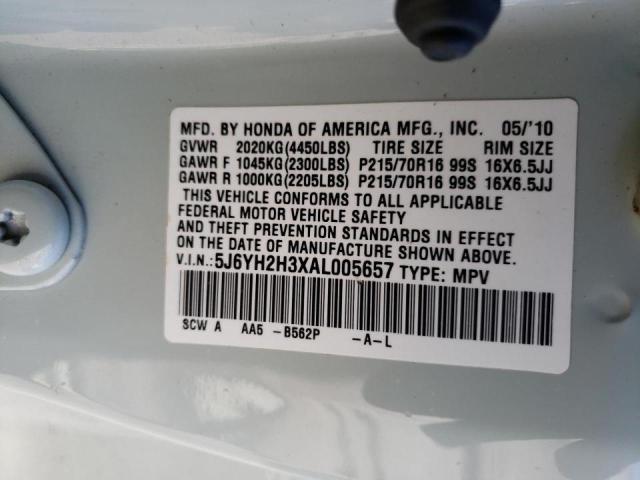 MFD. BY HONDA OF AMERICA MFG., INC. 05/'10
GVWR 2020KG(4450LBS) TIRE SIZE RIM SIZE
GAWR F 1045KG(2300LBS) P215/70R16 99S 16X6.5JJ
GAWR R 1000KG(2205LBS) P215/70R16 99S 16X6.5JJ
THIS VEHICLE CONFORMS TO ALL APPLICABLE
FEDERAL MOTOR VEHICLE SAFETY
AND THEFT PREVENTION STANDARDS IN EFFECT
ON THE DATE OF MANUFACTURE SHOWN ABOVE.
V.I.N.:5J6YH2H3XAL005657 TYPE: MPV
SCW A AA5 -B562P -A-L